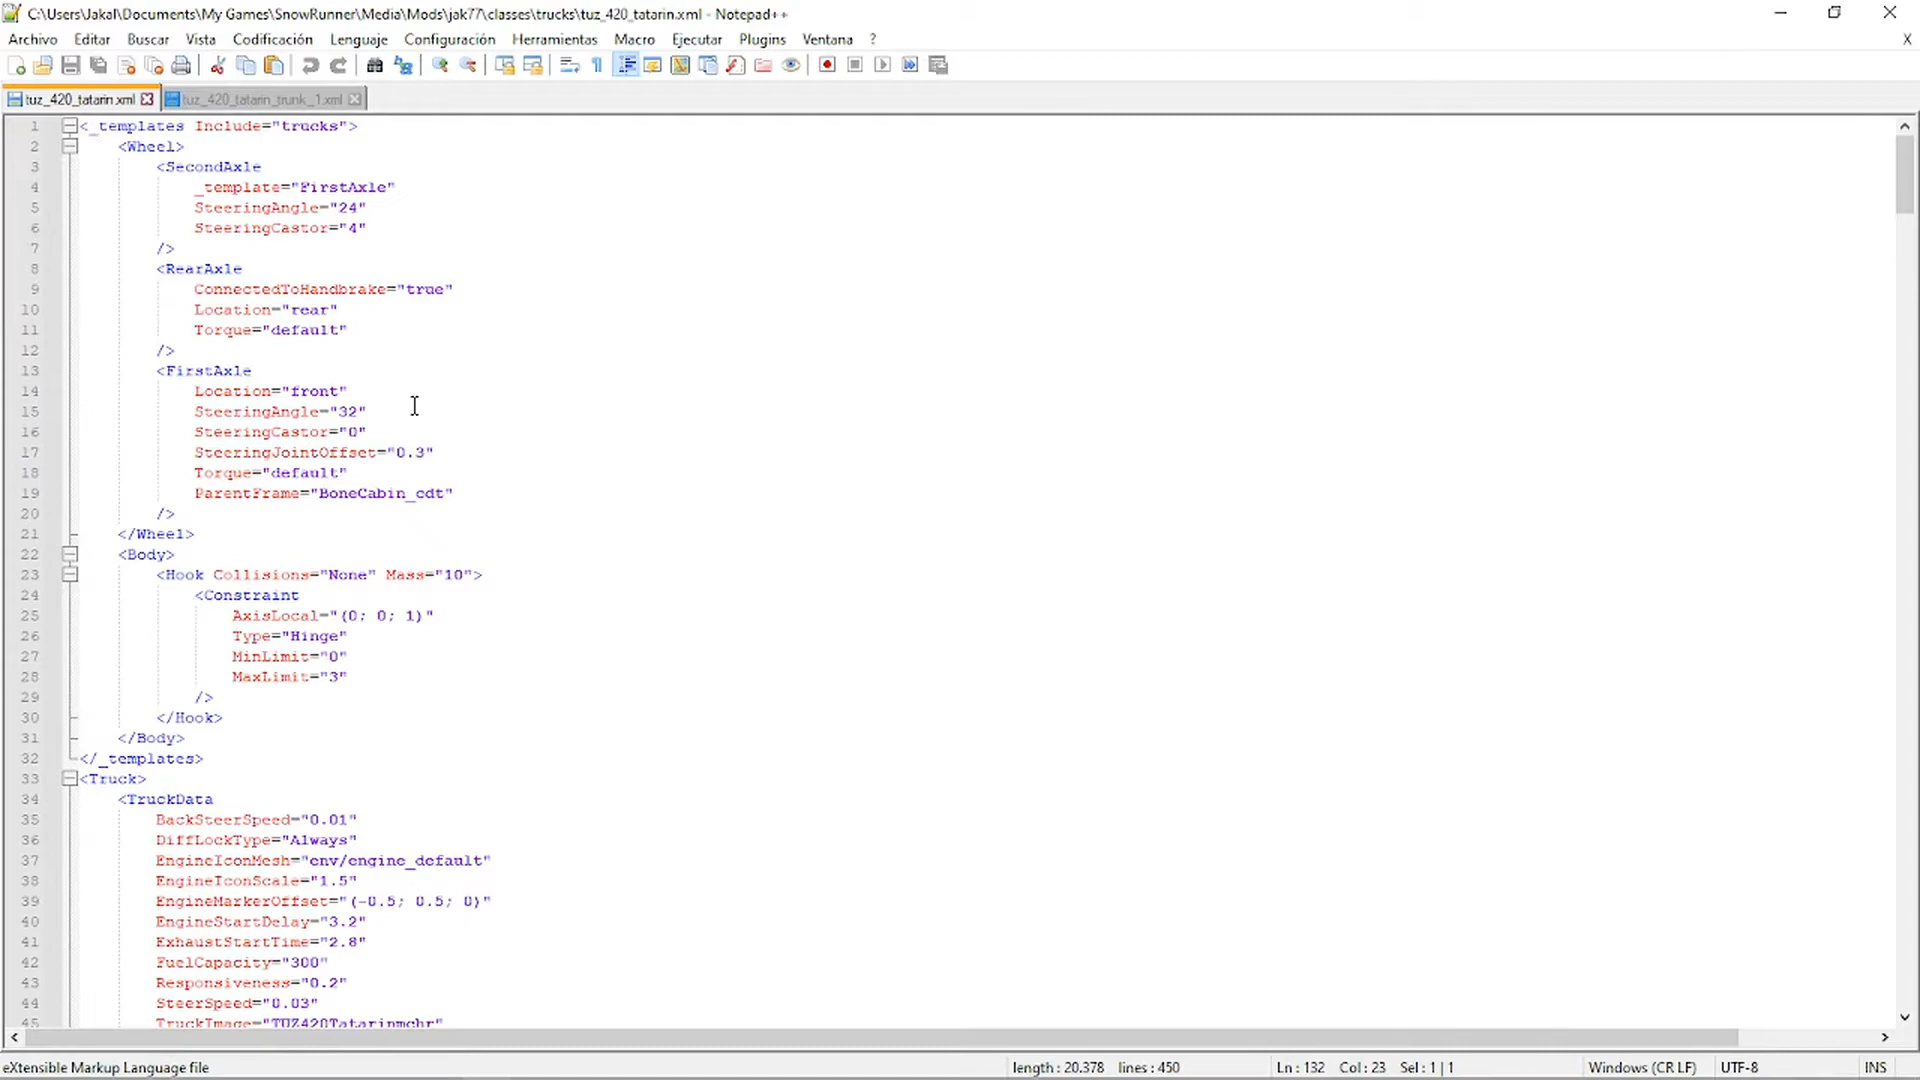 C:\Users\Jakal\Documents\My Games\SnowRunner\Media\Mods\jak77\classes\trucks\tuz_420_tatarin.xml - Notepad++
Archivo Editar Buscar Vista Codificación Lenguaje Configuración Herramientas Macro Ejecutar Plugins Ventana ? X
tuz_420_tatarin.xml tuz_420_tatarin_trunk_1.xml
1 <_templates Include="trucks">
2 <Wheel>
3 <SecondAxle
4 _template="FirstAxle"
5 SteeringAngle="24"
6 SteeringCastor="4"
7 />
8 <RearAxle
9 ConnectedToHandbrake="true"
10 Location="rear"
11 Torque="default"
12 />
13 <FirstAxle
14 Location="front"
15 SteeringAngle="32"
16 SteeringCastor="0"
17 SteeringJointOffset="0.3"
18 Torque="default"
19 ParentFrame="BoneCabin_cdt"
20 />
21 </Wheel>
22 <Body>
23 <Hook Collisions="None" Mass="10">
24 <Constraint
25 AxisLocal="(0; 0; 1)"
26 Type="Hinge"
27 MinLimit="0"
28 MaxLimit="3"
29 />
30 </Hook>
31 </Body>
32 </_templates>
33 <Truck>
34 <TruckData
35 BackSteerSpeed="0.01"
36 DiffLockType="Always"
37 EngineIconMesh="env/engine_default"
38 EngineIconScale="1.5"
39 EngineMarkerOffset="(-0.5; 0.5; 0)"
40 EngineStartDelay="3.2"
41 ExhaustStartTime="2.8"
42 FuelCapacity="300"
43 Responsiveness="0.2"
44 SteerSpeed="0.03"
45 TruckImage="TUZ420Tatarinmchr"
eXtensible Markup Language file length : 20.378 lines : 450 Ln : 132 Col : 23 Sel : 1 | 1 Windows (CR LF) UTF-8 INS